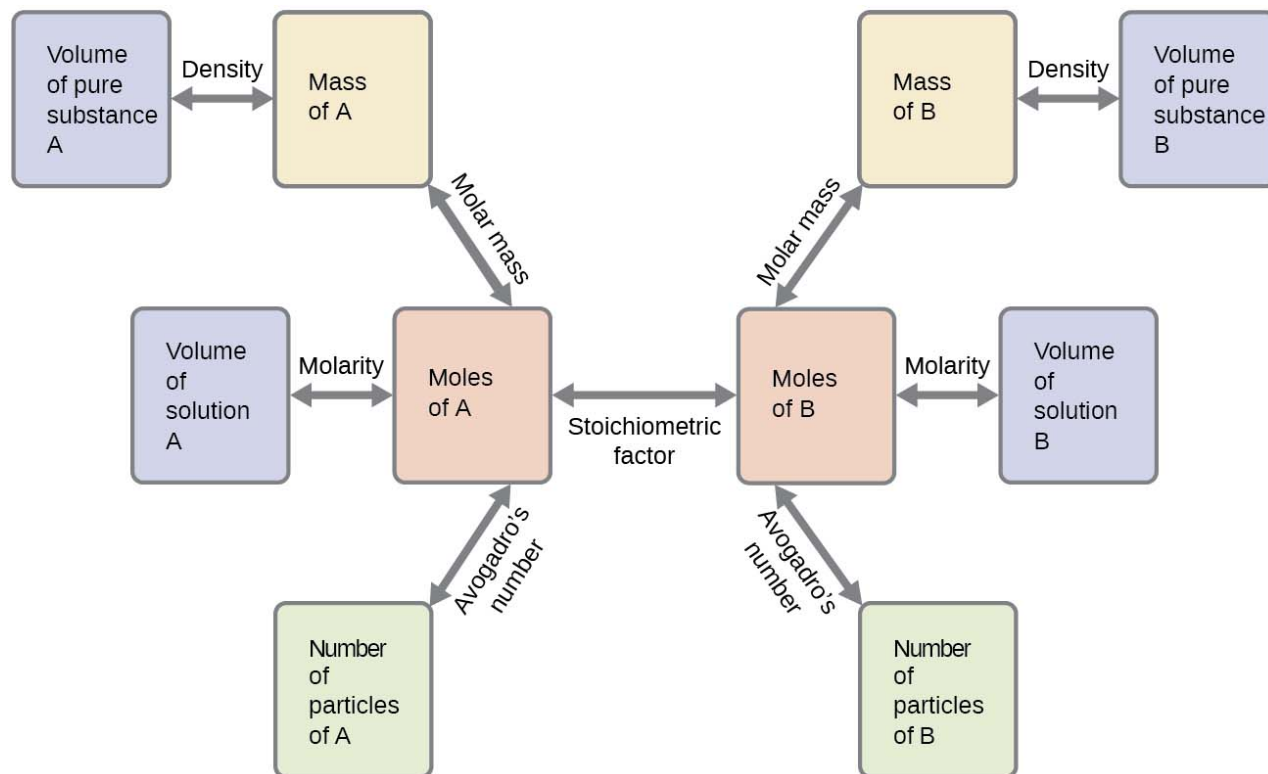 Volume
of pure
substance
A
Density
Mass
of A
Mass
of B
Density
Volume
of pure
substance
B
Molar mass
Molar mass
Volume
of
solution
A
Molarity
Moles
of A
Stoichiometric
factor
Moles
of B
Molarity
Volume
of
solution
B
Avogadro's
number
Avogadro's
number
Number
of
particles
of A
Number
of
particles
of B